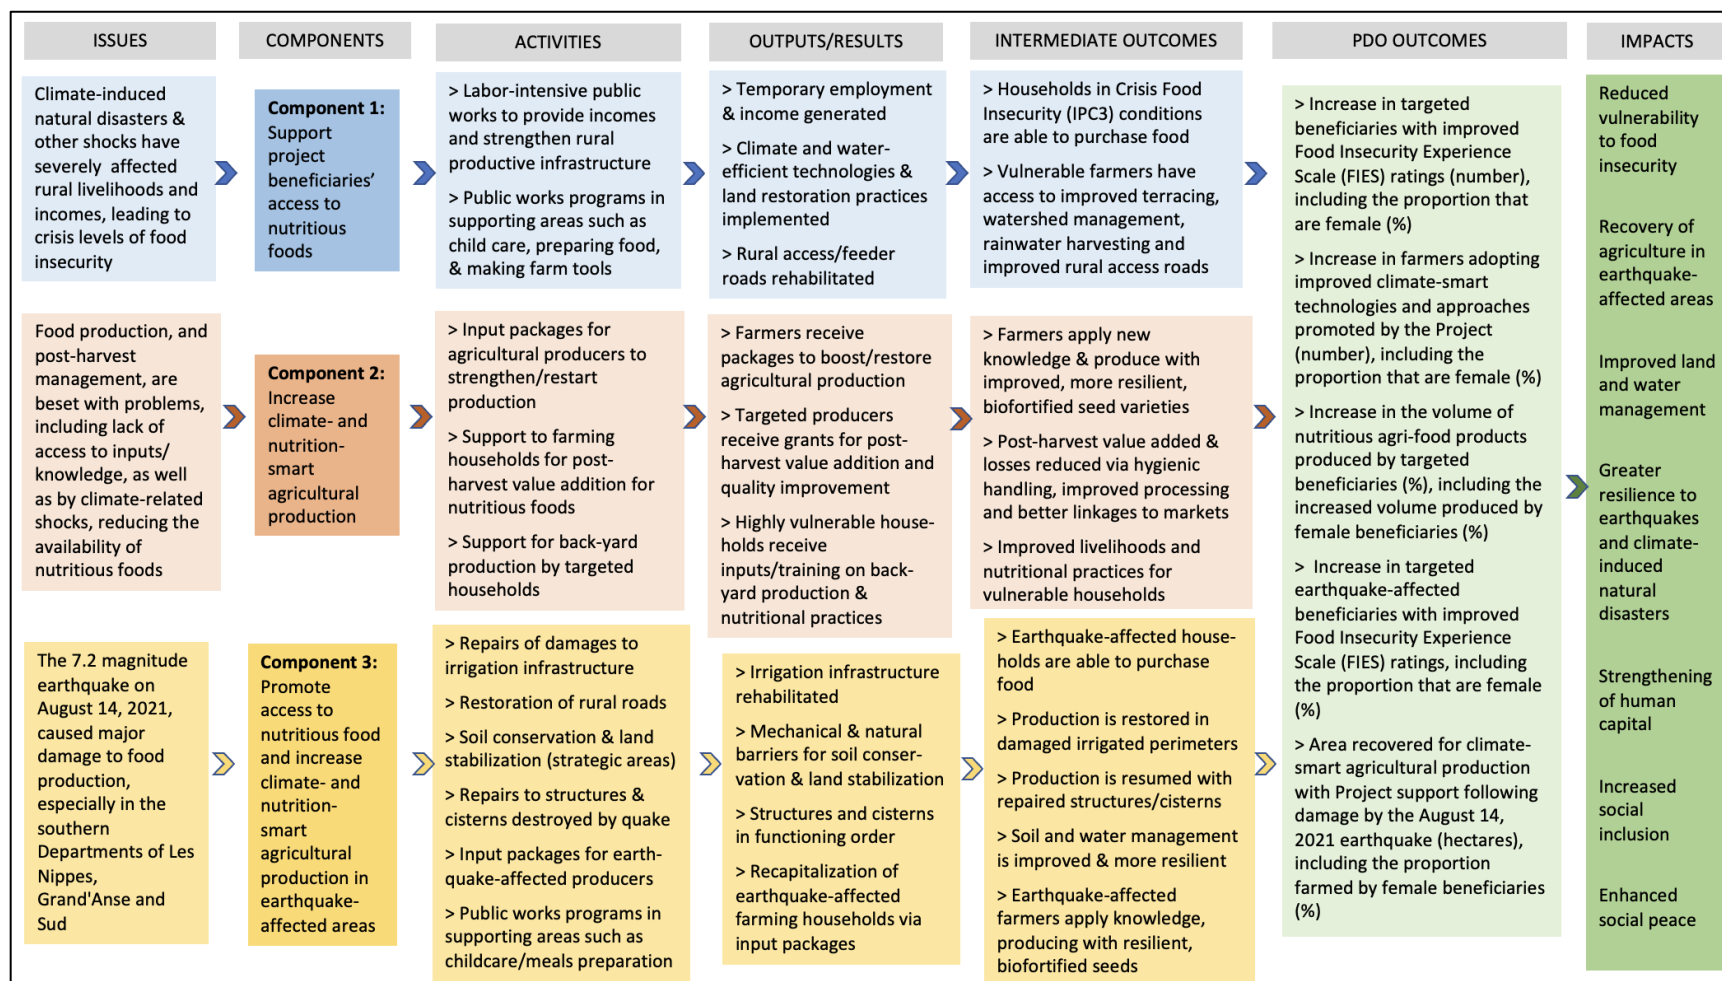 ISSUES
COMPONENTS
ACTIVITIES
OUTPUTS/RESULTS
INTERMEDIATE OUTCOMES
PDO OUTCOMES
IMPACTS
Climate-induced
natural disasters &
other shocks have
severely affected
rural livelihoods and
incomes, leading to
crisis levels of food
insecurity
Component 1:
Support
project
beneficiaries’
access to
nutritious
foods
> Labor-intensive public
works to provide incomes
and strengthen rural
productive infrastructure
> Public works programs in
supporting areas such as
child care, preparing food,
& making farm tools
> Temporary employment
& income generated
> Climate and water-
efficient technologies &
land restoration practices
implemented
> Rural access/feeder
roads rehabilitated
> Households in Crisis Food
Insecurity (IPC3) conditions
are able to purchase food
> Vulnerable farmers have
access to improved terracing,
watershed management,
rainwater harvesting and
improved rural access roads
Food production, and
post-harvest
management, are
beset with problems,
including lack of
access to inputs/
knowledge, as well
as by climate-related
shocks, reducing the
availability of
nutritious foods
Component 2:
Increase
climate- and
nutrition-
smart
agricultural
production
> Input packages for
agricultural producers to
strengthen/restart
production
> Support to farming
households for post-
harvest value addition for
nutritious foods
> Support for back-yard
production by targeted
households
> Farmers receive
packages to boost/restore
agricultural production
> Targeted producers
receive grants for post-
harvest value addition and
quality improvement
> Highly vulnerable house-
holds receive
inputs/training on back-
yard production &
nutritional practices
> Farmers apply new
knowledge & produce with
improved, more resilient,
biofortified seed varieties
> Post-harvest value added &
losses reduced via hygienic
handling, improved processing
and better linkages to markets
> Improved livelihoods and
nutritional practices for
vulnerable households
The 7.2 magnitude
earthquake on
August 14, 2021,
caused major
damage to food
production,
especially in the
southern
Departments of Les
Nippes,
Grand'Anse and
Sud
Component 3:
Promote
access to
nutritious food
and increase
climate- and
nutrition-
smart
agricultural
production in
earthquake-
affected areas
> Repairs of damages to
irrigation infrastructure
> Restoration of rural roads
> Soil conservation & land
stabilization (strategic areas)
> Repairs to structures &
cisterns destroyed by quake
> Input packages for earth-
quake-affected producers
> Public works programs in
supporting areas such as
childcare/meals preparation
> Irrigation infrastructure
rehabilitated
> Mechanical & natural
barriers for soil conser-
vation & land stabilization
> Structures and cisterns
in functioning order
> Recapitalization of
earthquake-affected
farming households via
input packages
> Earthquake-affected house-
holds are able to purchase
food
> Production is restored in
damaged irrigated perimeters
> Production is resumed with
repaired structures/cisterns
> Soil and water management
is improved & more resilient
> Earthquake-affected
farmers apply knowledge,
producing with resilient,
biofortified seeds
> Increase in targeted
beneficiaries with improved
Food Insecurity Experience
Scale (FIES) ratings (number),
including the proportion that
are female (%)
> Increase in farmers adopting
improved climate-smart
technologies and approaches
promoted by the Project
(number), including the
proportion that are female (%)
> Increase in the volume of
nutritious agri-food products
produced by targeted
beneficiaries (%), including the
increased volume produced by
female beneficiaries (%)
> Increase in targeted
earthquake-affected
beneficiaries with improved
Food Insecurity Experience
Scale (FIES) ratings, including
the proportion that are female
(%)
> Area recovered for climate-
smart agricultural production
with Project support following
damage by the August 14,
2021 earthquake (hectares),
including the proportion
farmed by female beneficiaries
(%)
Reduced
vulnerability
to food
insecurity
Recovery of
agriculture in
earthquake-
affected areas
Improved land
and water
management
Greater
resilience to
earthquakes
and climate-
induced
natural
disasters
Strengthening
of human
capital
Increased
social
inclusion
Enhanced
social peace